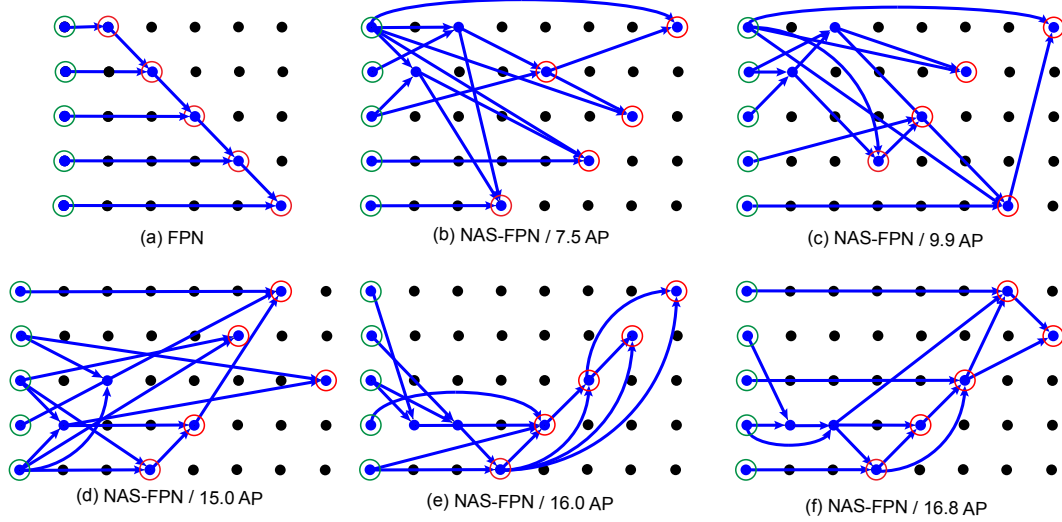 (a) FPN
(b) NAS-FPN / 7.5 AP
(c) NAS-FPN / 9.9 AP
(d) NAS-FPN / 15.0 AP
(e) NAS-FPN / 16.0 AP
(f) NAS-FPN / 16.8 AP